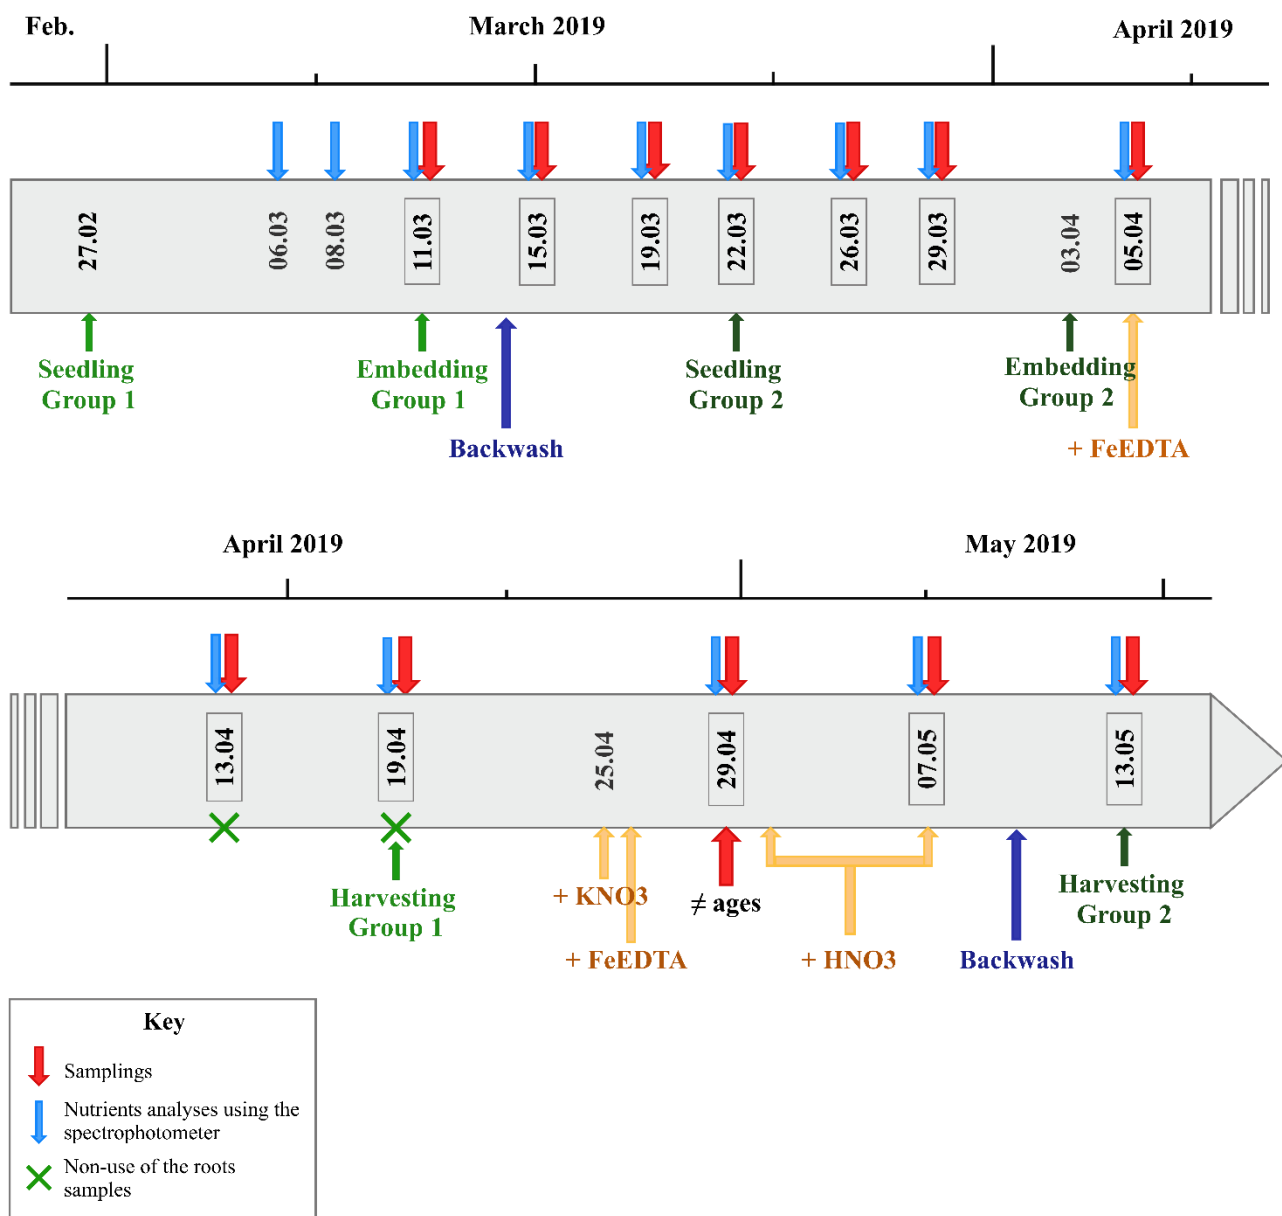 Feb.
March 2019
April 2019
27.02
06.03
08.03
11.03
15.03
19.03
22.03
26.03
29.03
03.04
05.04
Seedling
Group 1
Embedding
Group 1
Backwash
Seedling
Group 2
Embedding
Group 2
+ FeEDTA
April 2019
May 2019
13.04
19.04
25.04
29.04
07.05
13.05
Harvesting
Group 1
+ KNO3
+ FeEDTA
≠ ages
+ HNO3
Backwash
Harvesting
Group 2
Key
Samplings
Nutrients analyses using the
spectrophotometer
Non-use of the roots
samples